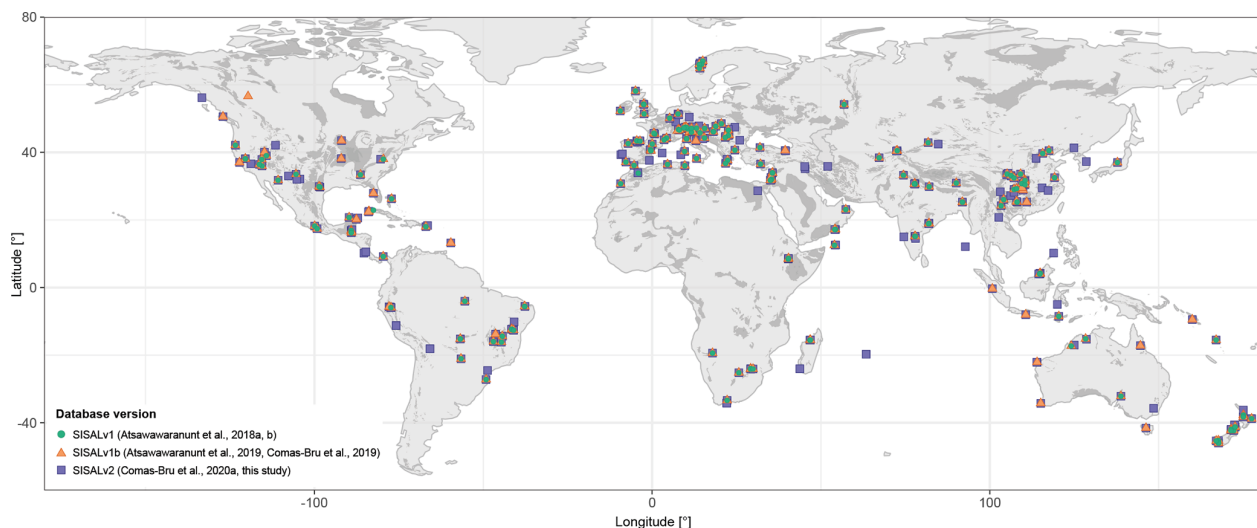 80
40
0
-40
Latitude [°]
Database version
SISALv1 (Atsawawaranunt et al., 2018a, b)
SISALv1b (Atsawawaranunt et al., 2019, Comas-Bru et al., 2019)
SISALv2 (Comas-Bru et al., 2020a, this study)
-100
0
100
Longitude [°]